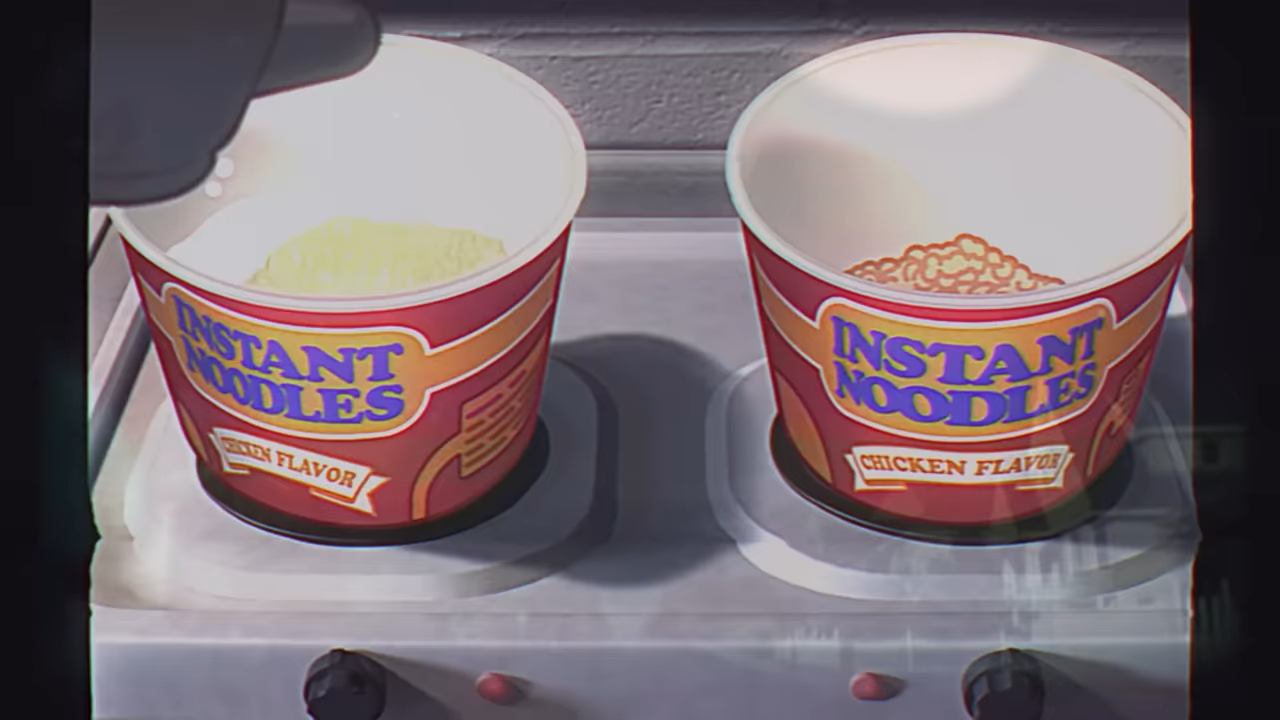 INSTANT
NOODLES
CHICKEN FLAVOR
INSTANT
NOODLES
CHICKEN FLAVOR